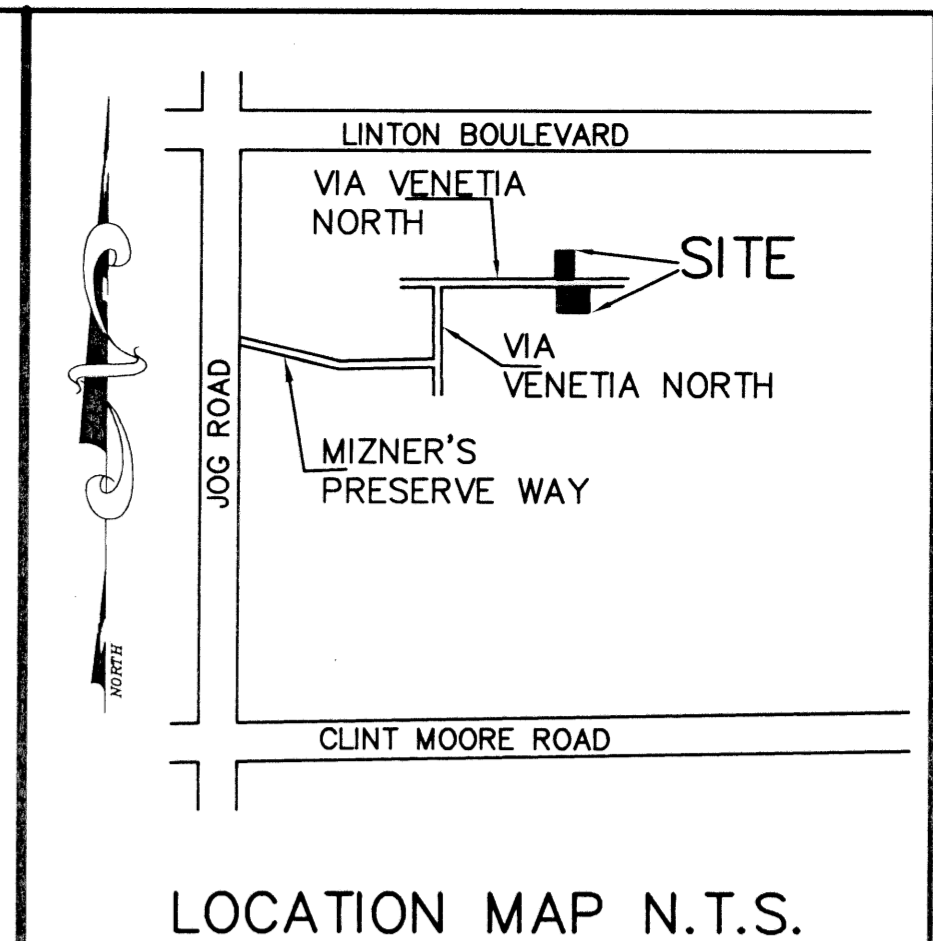 LINTON BOULEVARD
VIA VENETIA
NORTH
SITE
VIA
VENETIA NORTH
JOG ROAD
MIZNER'S
PRESERVE WAY
NORTH
CLINT MOORE ROAD
LOCATION MAP N.T.S.